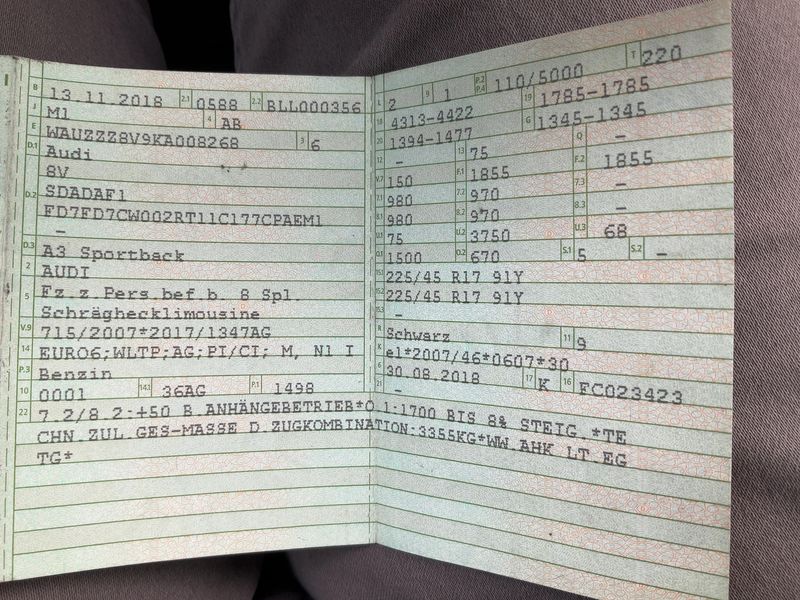 B 13.11.2018 2.1 0588 2.2 BLL000356
J M1 4 AB
E WAUZZZ8V9KA008268 3 6
D.1 Audi
8V
D.2 SDADAF1
FD7FD7CW002RT11C177CPAEM1
–
D.3 A3 Sportback
2 AUDI
5 Fz.z.Pers.bef.b. 8 Spl.
Schräghecklimousine
V.9 715/2007*2017/1347AG
14 EURO6;WLTP;AG;PI/CI; M, N1 I
P.3 Benzin
10 0001 14.1 36AG P.1 1498
L 2 9 1 P.2 P.4 110/5000 T 220
18 4313-4422 19 1785-1785
20 1394-1477 G 1345-1345
12 – 13 75 Q –
V.7 150 F.1 1855 F.2 1855
7.1 980 7.2 970 7.3 –
8.1 980 8.2 970 8.3 –
U.1 75 U.2 3750 U.3 68
O.1 1500 O.2 670 S.1 5 S.2 –
15.1 225/45 R17 91Y
15.2 225/45 R17 91Y
15.3 –
R Schwarz 11 9
K e1*2007/46*0607*30
6 30.08.2018 17 K 16 FC023423
21 –
22 7.2/8.2:+50 B.ANHÄNGEBETRIEB*O.1:1700 BIS 8% STEIG.*TE
CHN.ZUL.GES-MASSE D.ZUGKOMBINATION:3355KG*WW.AHK LT.EG
TG*